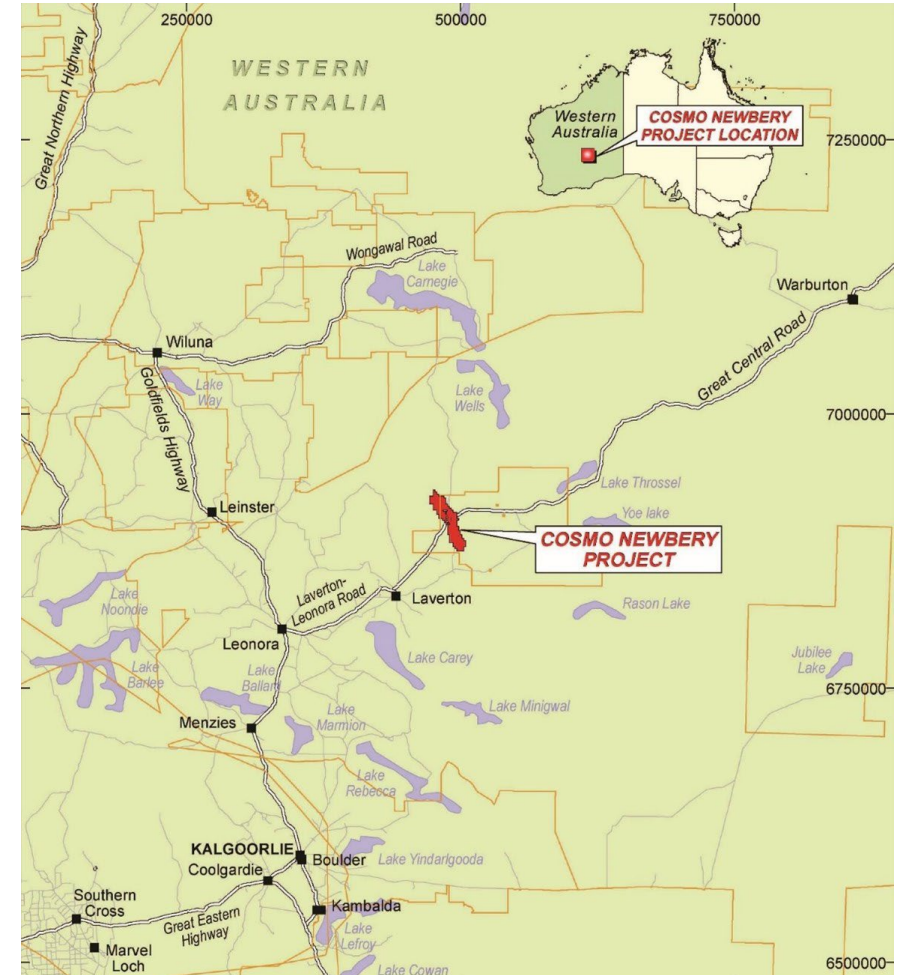 250000
500000
750000
Great Northern Highway
WESTERN
AUSTRALIA
Western
Australia
COSMO NEWBERY
PROJECT LOCATION
7250000
Wongawal Road
Lake
Carnegie
Warburton
Wiluna
Great Central Road
Lake
Way
Goldfields Highway
Lake
Wells
7000000
Leinster
Lake Throssel
Yoe lake
COSMO NEWBERY
PROJECT
Lake
Noondie
Laverton-
Leonora Road
Laverton
Rason Lake
Leonora
Lake
Barlee
Lake
Ballard
Lake Carey
Jubilee
Lake
6750000
Menzies
Lake
Marmion
Lake Minigwal
Lake
Rebecca
KALGOORLIE
Boulder
Lake Yindarlgooda
Coolgardie
Southern
Cross
Great Eastern
Highway
Kambalda
Lake
Lefroy
Marvel
Loch
Lake Cowan
6500000